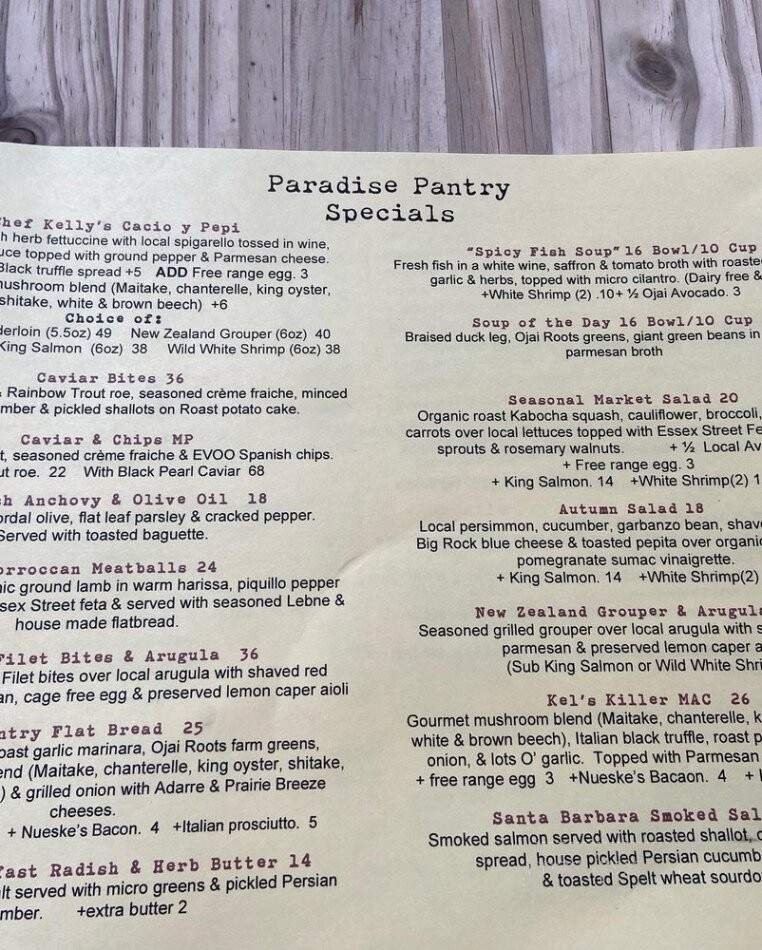 Paradise Pantry
Specials
Chef Kelly's Cacio y Pepi
h herb fettuccine with local spigarello tossed in wine,
uce topped with ground pepper & Parmesan cheese.
Black truffle spread +5 ADD Free range egg. 3
mushroom blend (Maitake, chanterelle, king oyster,
shitake, white & brown beech) +6
Choice of:
derloin (5.5oz) 49 New Zealand Grouper (6oz) 40
King Salmon (6oz) 38 Wild White Shrimp (6oz) 38
Caviar Bites 36
Rainbow Trout roe, seasoned crème fraiche, minced
mber & pickled shallots on Roast potato cake.
Caviar & Chips MP
t, seasoned crème fraiche & EVOO Spanish chips.
ut roe. 22 With Black Pearl Caviar 68
sh Anchovy & Olive Oil 18
ordal olive, flat leaf parsley & cracked pepper.
Served with toasted baguette.
orroccan Meatballs 24
nic ground lamb in warm harissa, piquillo pepper
sex Street feta & served with seasoned Lebne &
house made flatbread.
Filet Bites & Arugula 36
Filet bites over local arugula with shaved red
an, cage free egg & preserved lemon caper aioli
ntry Flat Bread 25
oast garlic marinara, Ojai Roots farm greens,
end (Maitake, chanterelle, king oyster, shitake,
) & grilled onion with Adarre & Prairie Breeze
cheeses.
+ Nueske's Bacon. 4 +Italian prosciutto. 5
fast Radish & Herb Butter 14
lt served with micro greens & pickled Persian
mber. +extra butter 2
"Spicy Fish Soup" 16 Bowl/10 Cup
Fresh fish in a white wine, saffron & tomato broth with roaste
garlic & herbs, topped with micro cilantro. (Dairy free &
+White Shrimp (2) .10+ ½ Ojai Avocado. 3
Soup of the Day 16 Bowl/10 Cup
Braised duck leg, Ojai Roots greens, giant green beans in
parmesan broth
Seasonal Market Salad 20
Organic roast Kabocha squash, cauliflower, broccoli,
carrots over local lettuces topped with Essex Street Fe
sprouts & rosemary walnuts. + ½ Local Av
+ Free range egg. 3
+ King Salmon. 14 +White Shrimp(2) 1
Autumn Salad 18
Local persimmon, cucumber, garbanzo bean, shav
Big Rock blue cheese & toasted pepita over organic
pomegranate sumac vinaigrette.
+ King Salmon. 14 +White Shrimp(2)
New Zealand Grouper & Arugula
Seasoned grilled grouper over local arugula with s
parmesan & preserved lemon caper a
(Sub King Salmon or Wild White Shri
Kel's Killer MAC 26
Gourmet mushroom blend (Maitake, chanterelle, k
white & brown beech), Italian black truffle, roast p
onion, & lots O' garlic. Topped with Parmesan
+ free range egg 3 +Nueske's Bacaon. 4 +
Santa Barbara Smoked Sal
Smoked salmon served with roasted shallot, c
spread, house pickled Persian cucumb
& toasted Spelt wheat sourdo